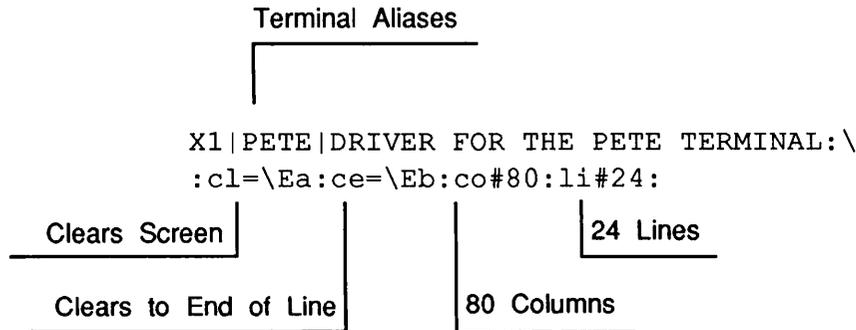 Terminal Aliases
X1|PETE|DRIVER FOR THE PETE TERMINAL:\
:cl=\Ea:ce=\Eb:co#80:li#24:
Clears Screen
24 Lines
Clears to End of Line
80 Columns